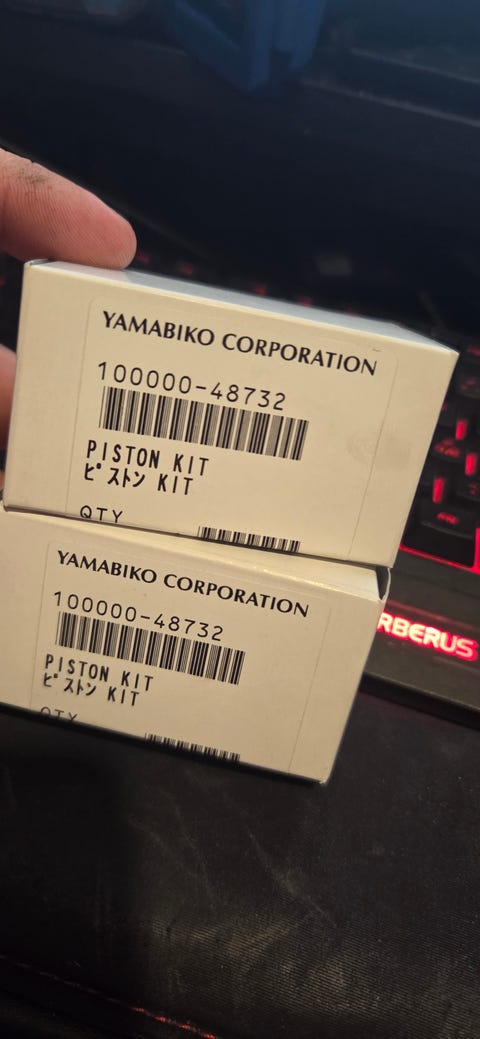 YAMABIKO CORPORATION
100000-48732
PISTON KIT
ピストン KIT
QTY
YAMABIKO CORPORATION
100000-48732
PISTON KIT
ピストン KIT
QTY
RBERUS